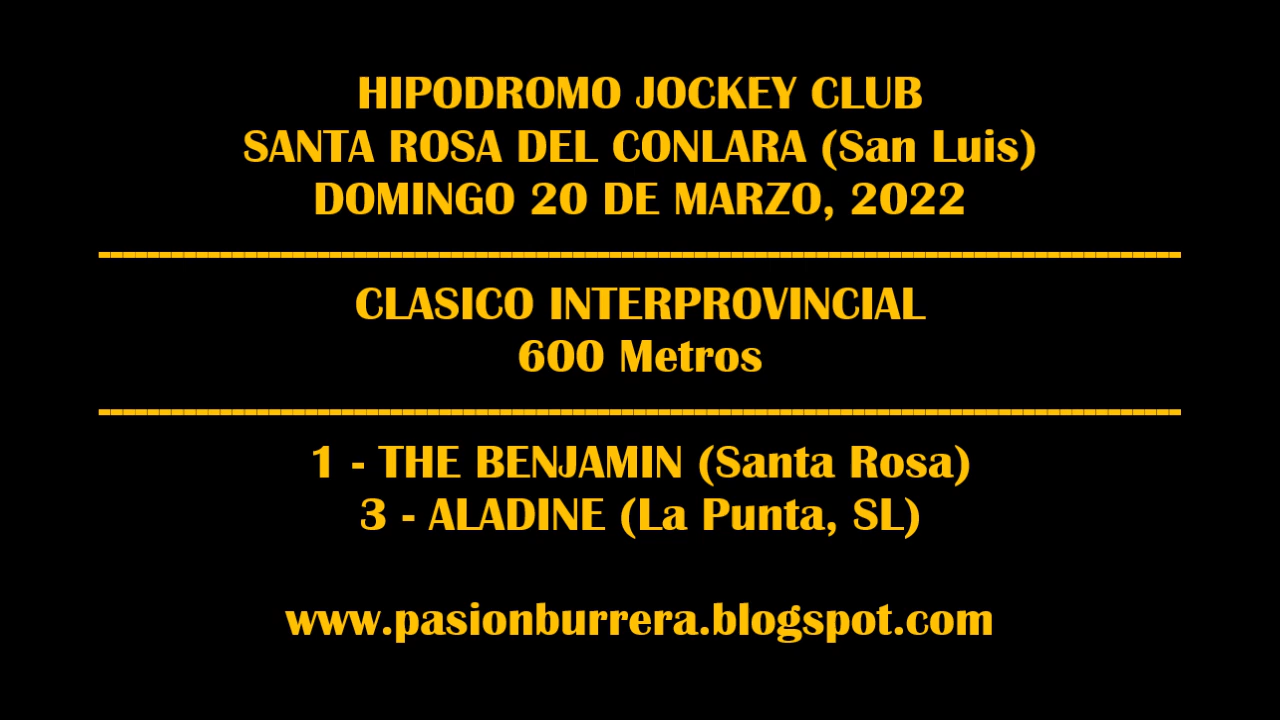 HIPODROMO JOCKEY CLUB
SANTA ROSA DEL CONLARA (San Luis)
DOMINGO 20 DE MARZO, 2022
CLASICO INTERPROVINCIAL
600 Metros
1 - THE BENJAMIN (Santa Rosa)
3 - ALADINE (La Punta, SL)
www.pasionburrera.blogspot.com